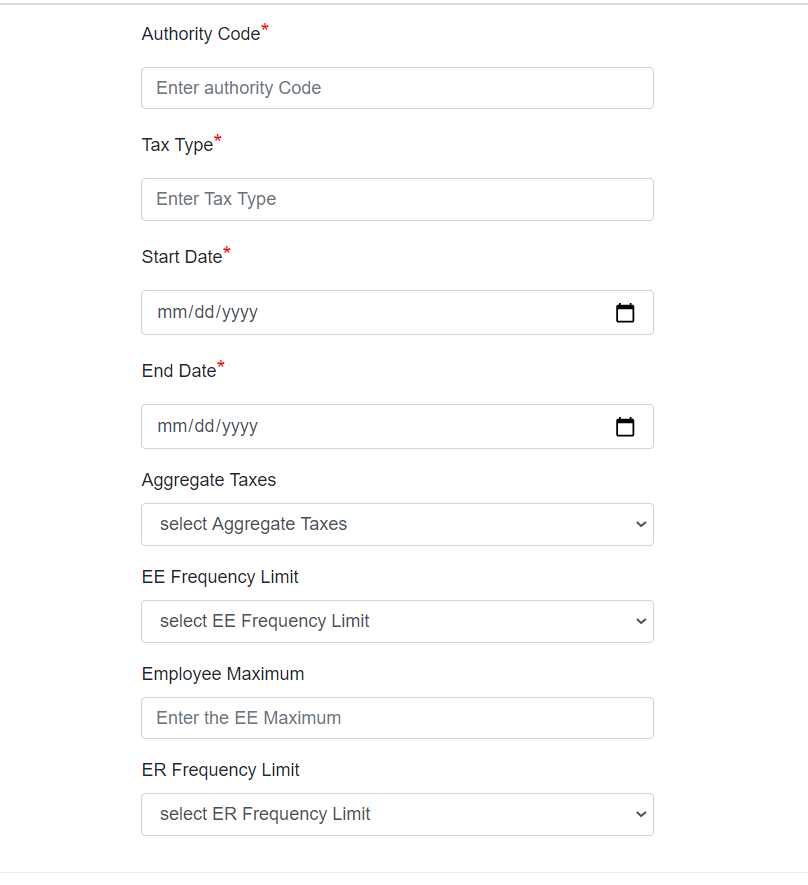 Authority Code*
Enter authority Code
Tax Type*
Enter Tax Type
Start Date*
mm/dd/yyyy
End Date*
mm/dd/yyyy
Aggregate Taxes
select Aggregate Taxes
EE Frequency Limit
select EE Frequency Limit
Employee Maximum
Enter the EE Maximum
ER Frequency Limit
select ER Frequency Limit